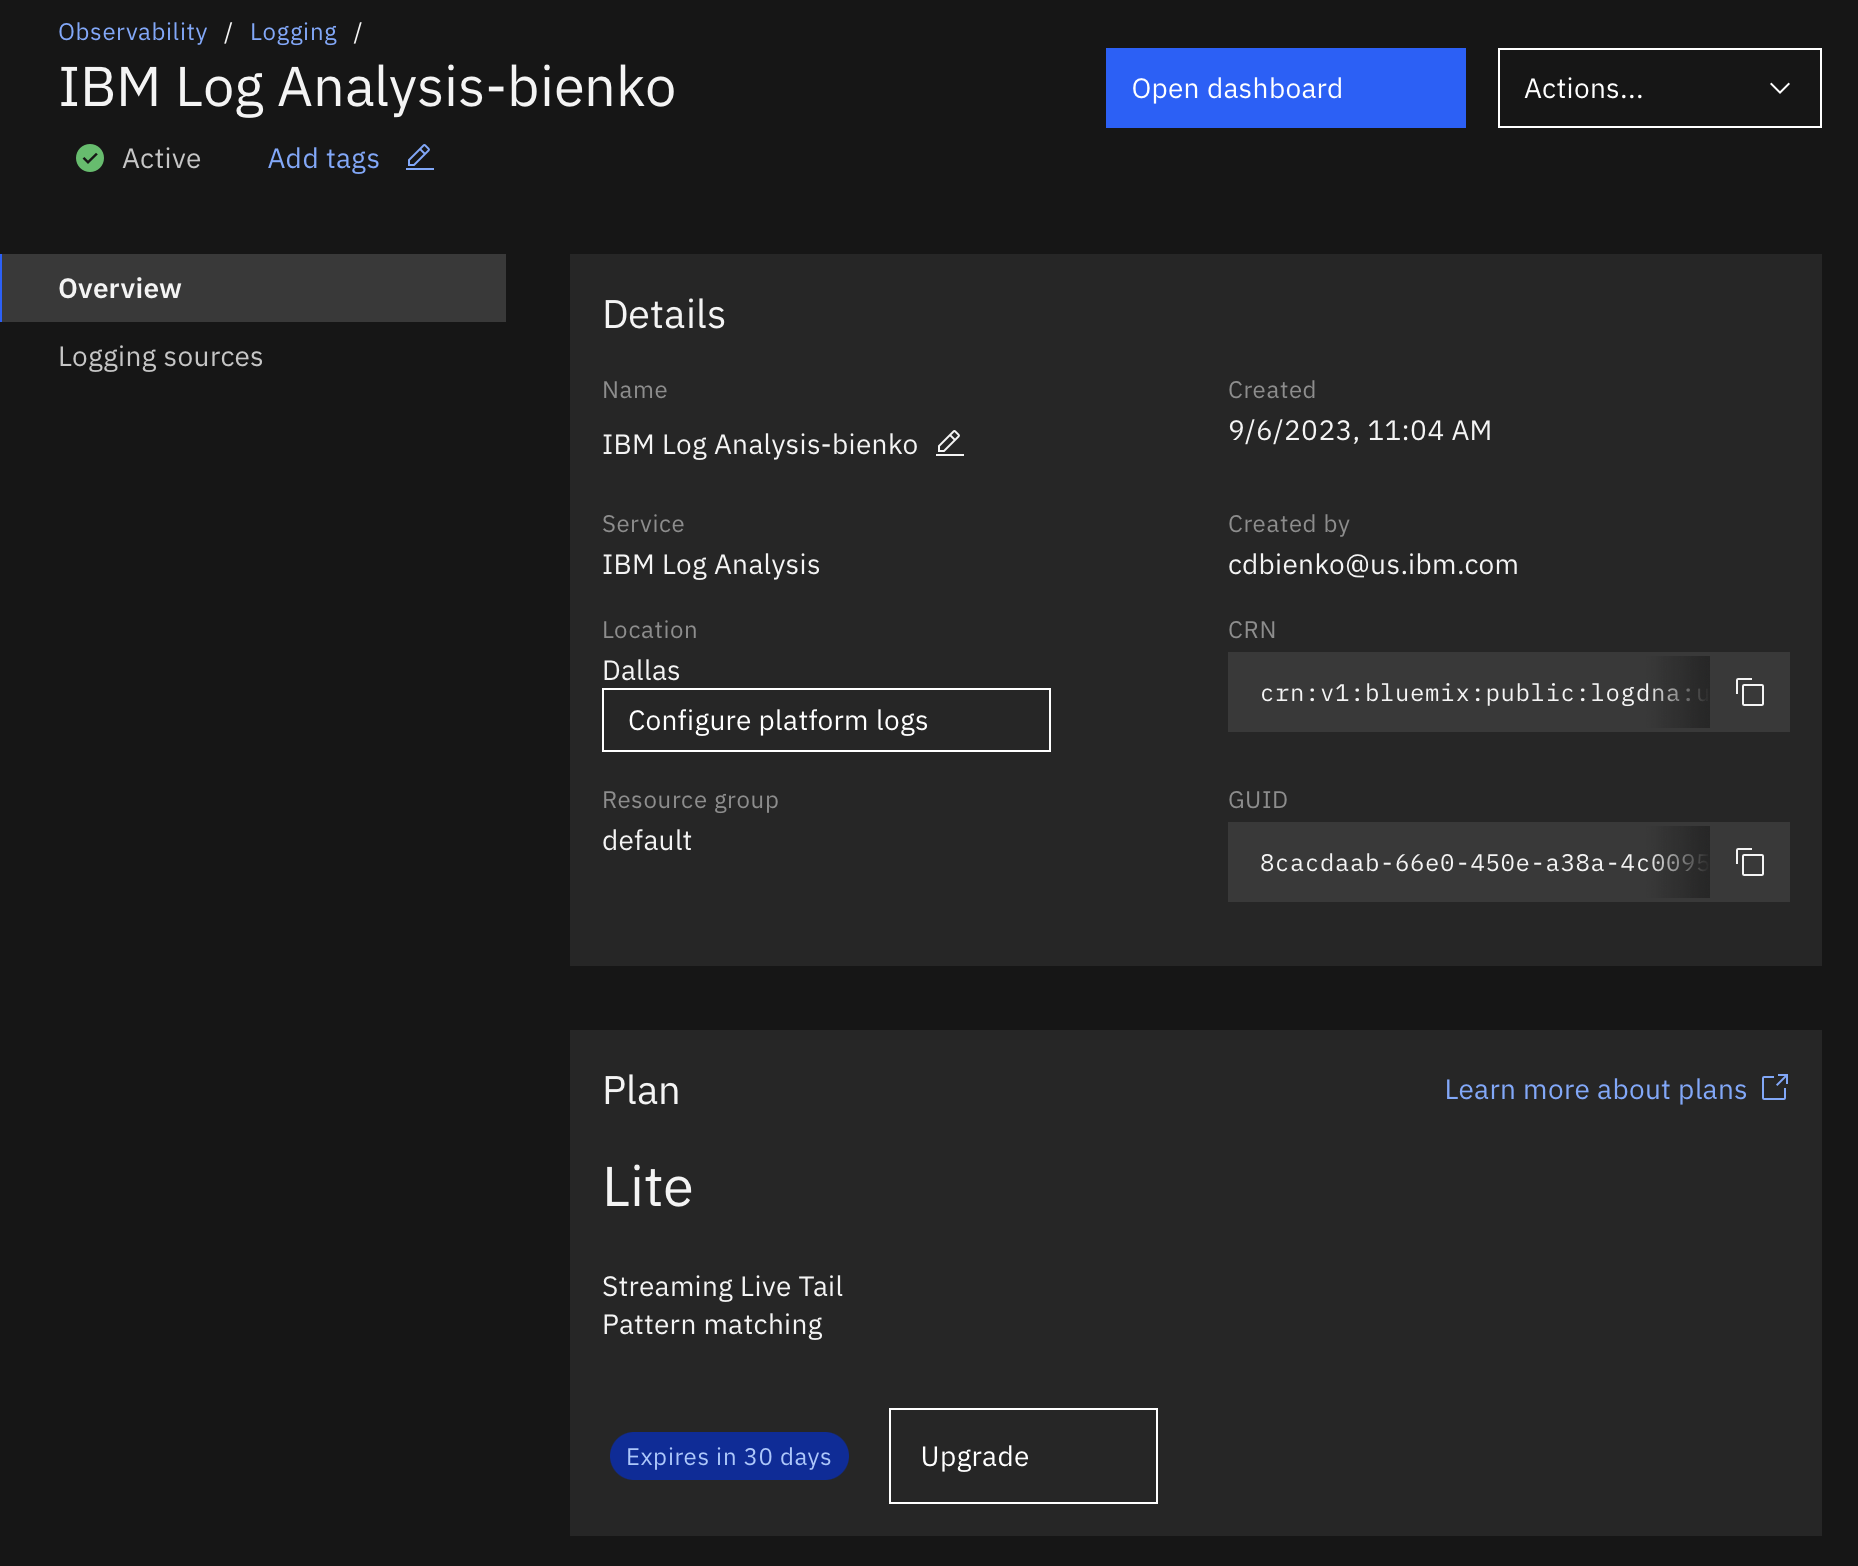 Observability / Logging /
IBM Log Analysis-bienko
Active Add tags
Open dashboard
Actions...
Overview
Logging sources
Details
Name
IBM Log Analysis-bienko
Created
9/6/2023, 11:04 AM
Service
IBM Log Analysis
Created by
cdbienko@us.ibm.com
Location
Dallas
Configure platform logs
CRN
crn:v1:bluemix:public:logdna:u
Resource group
default
GUID
8cacdaab-66e0-450e-a38a-4c0095
Plan
Learn more about plans
Lite
Streaming Live Tail
Pattern matching
Expires in 30 days
Upgrade